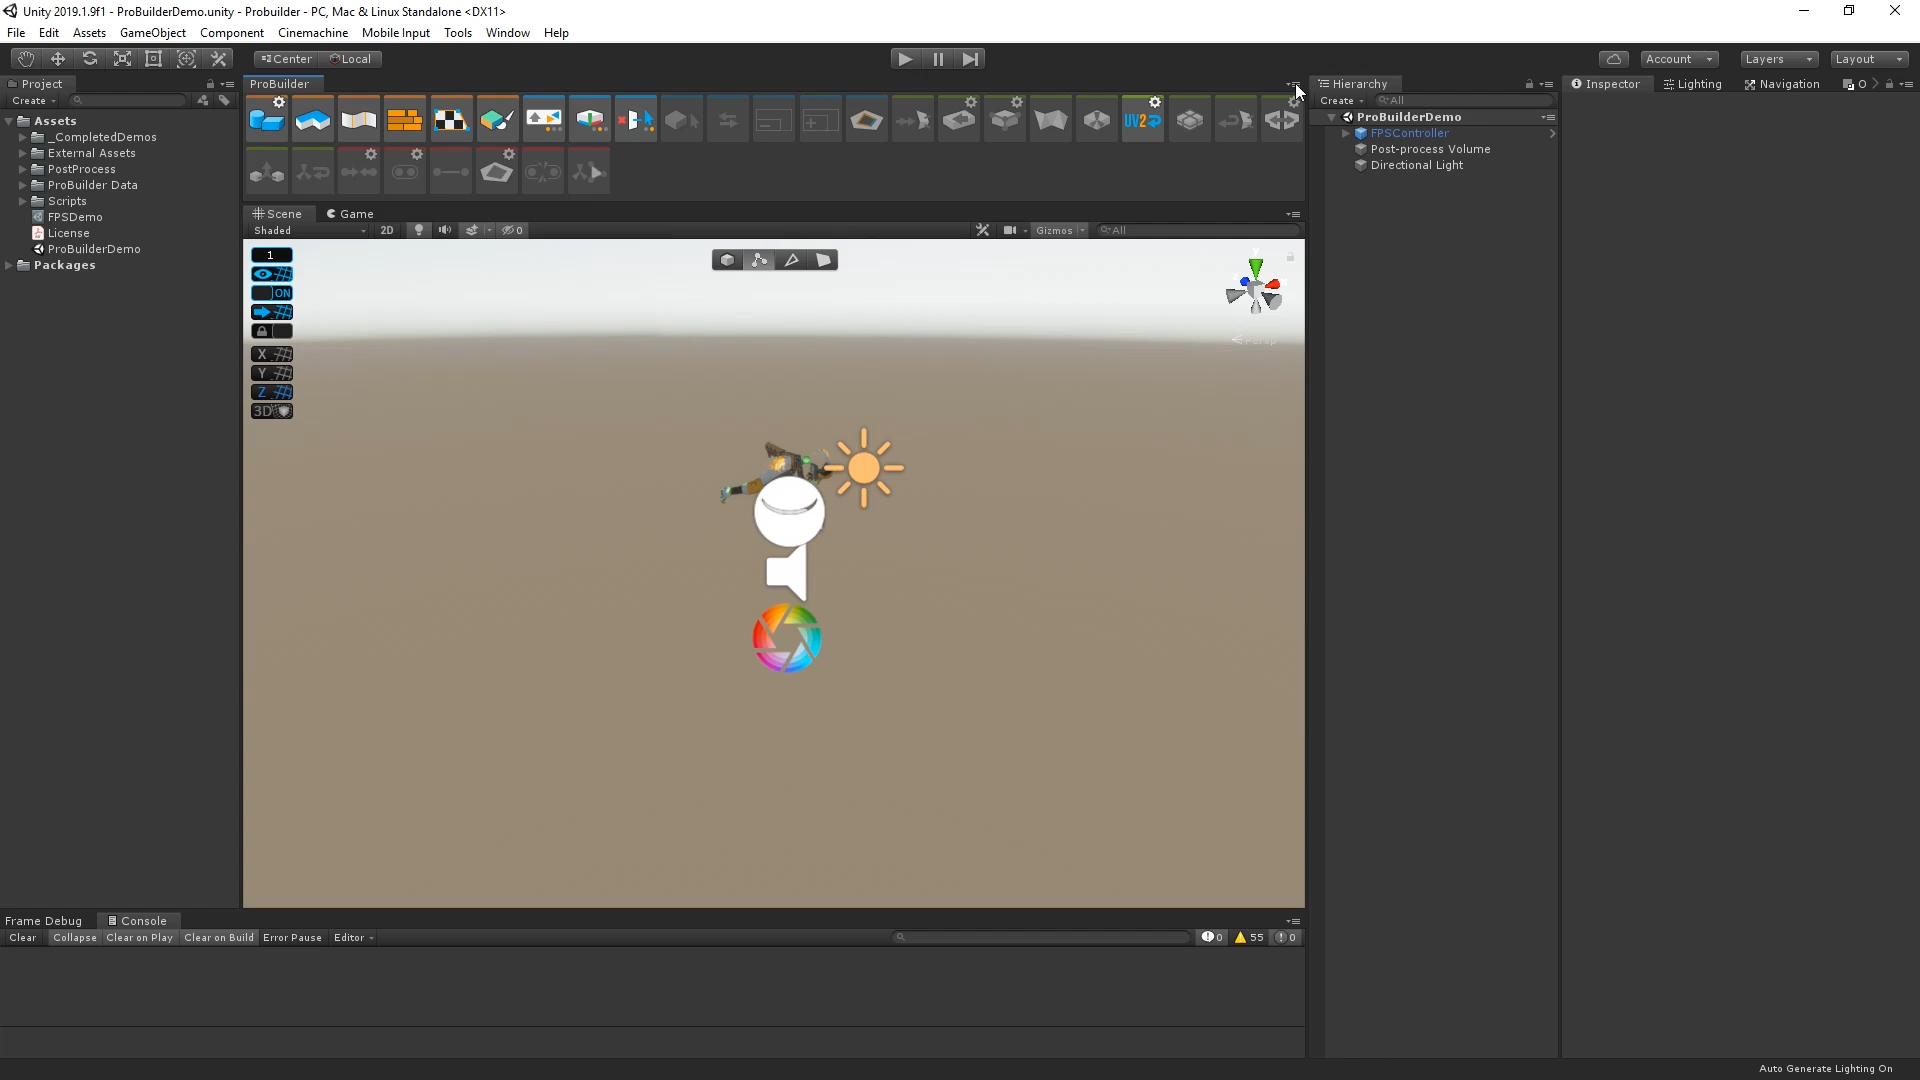 Unity 2019.1.9f1 - ProBuilderDemo.unity - Probuilder - PC, Mac & Linux Standalone <DX11>
File Edit Assets GameObject Component Cinemachine Mobile Input Tools Window Help
Center Local Account Layers Layout
Project
Create
Assets
_CompletedDemos
External Assets
PostProcess
ProBuilder Data
Scripts
FPSDemo
License
ProBuilderDemo
Packages
ProBuilder
UV2
Scene Game
Shaded 2D 0 Gizmos All
1
ON
X
Y
Z
3D
Persp
Hierarchy
Create All
ProBuilderDemo
FPSController
Post-process Volume
Directional Light
Inspector Lighting Navigation O
Frame Debug Console
Clear Collapse Clear on Play Clear on Build Error Pause Editor 0 55 0
Auto Generate Lighting On